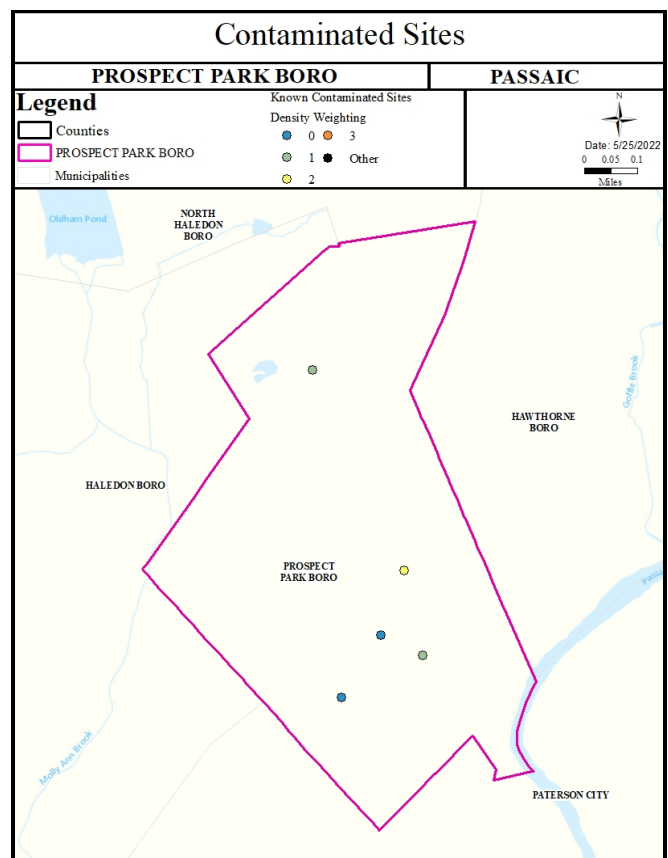 Contaminated Sites
PROSPECT PARK BORO
PASSAIC
Legend
Counties
PROSPECT PARK BORO
Municipalities
Known Contaminated Sites
Density Weighting
0 3
1 Other
2
N
Date: 5/25/2022
0 0.05 0.1
Miles
Oldham Pond
NORTH
HALEDON
BORO
Goffle Brook
HAWTHORNE
BORO
HALEDON BORO
PROSPECT
PARK BORO
Molly Ann Brook
PATERSON CITY